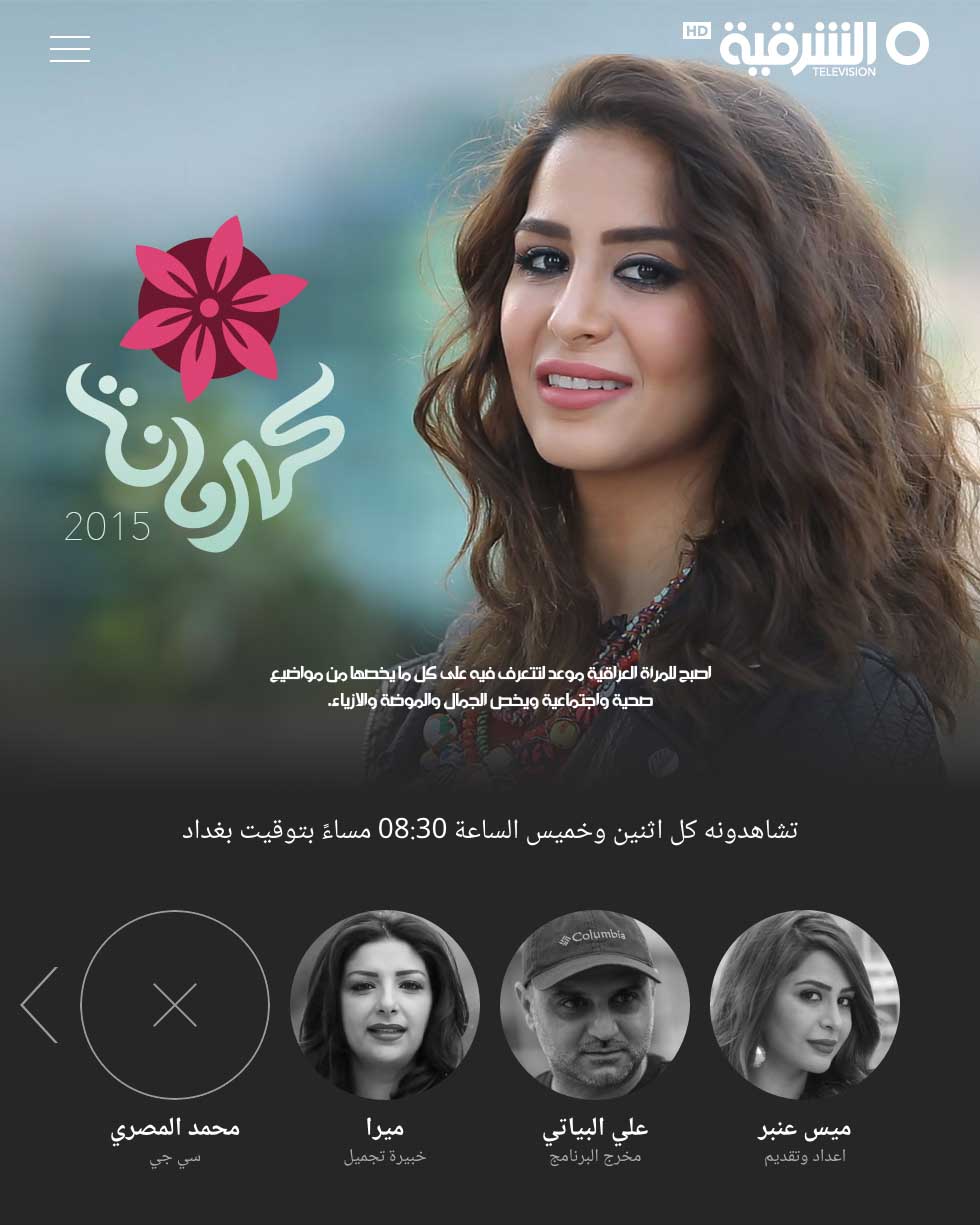 الشرقية
HD
TELEVISION
كهرمانة
2015
اصبح للمرأة العراقية موعد لتتعرف فيه على كل ما يخصها من مواضيع
صحية واجتماعية ويخص الجمال والموضة والازياء.
تشاهدونه كل اثنين وخميس الساعة 08:30 مساءً بتوقيت بغداد
Columbia
ميس عنبر
اعداد وتقديم
علي البياتي
مخرج البرنامج
ميرا
خبيرة تجميل
محمد المصري
سي جي